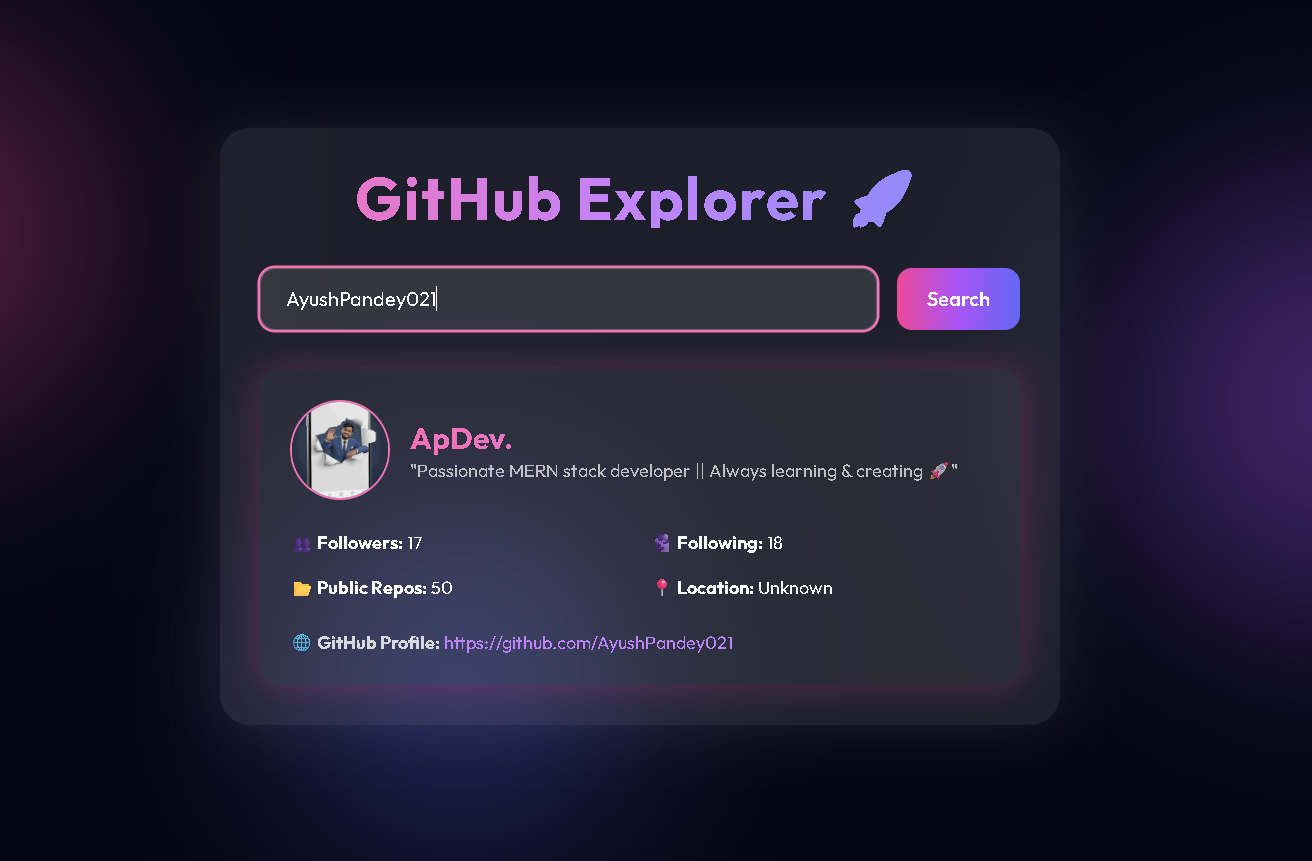 GitHub Explorer 🚀
AyushPandey021
Search
ApDev.
"Passionate MERN stack developer || Always learning & creating 🚀"
👥 Followers: 17
Following: 18
📂 Public Repos: 50
📍 Location: Unknown
🌐 GitHub Profile: https://github.com/AyushPandey021